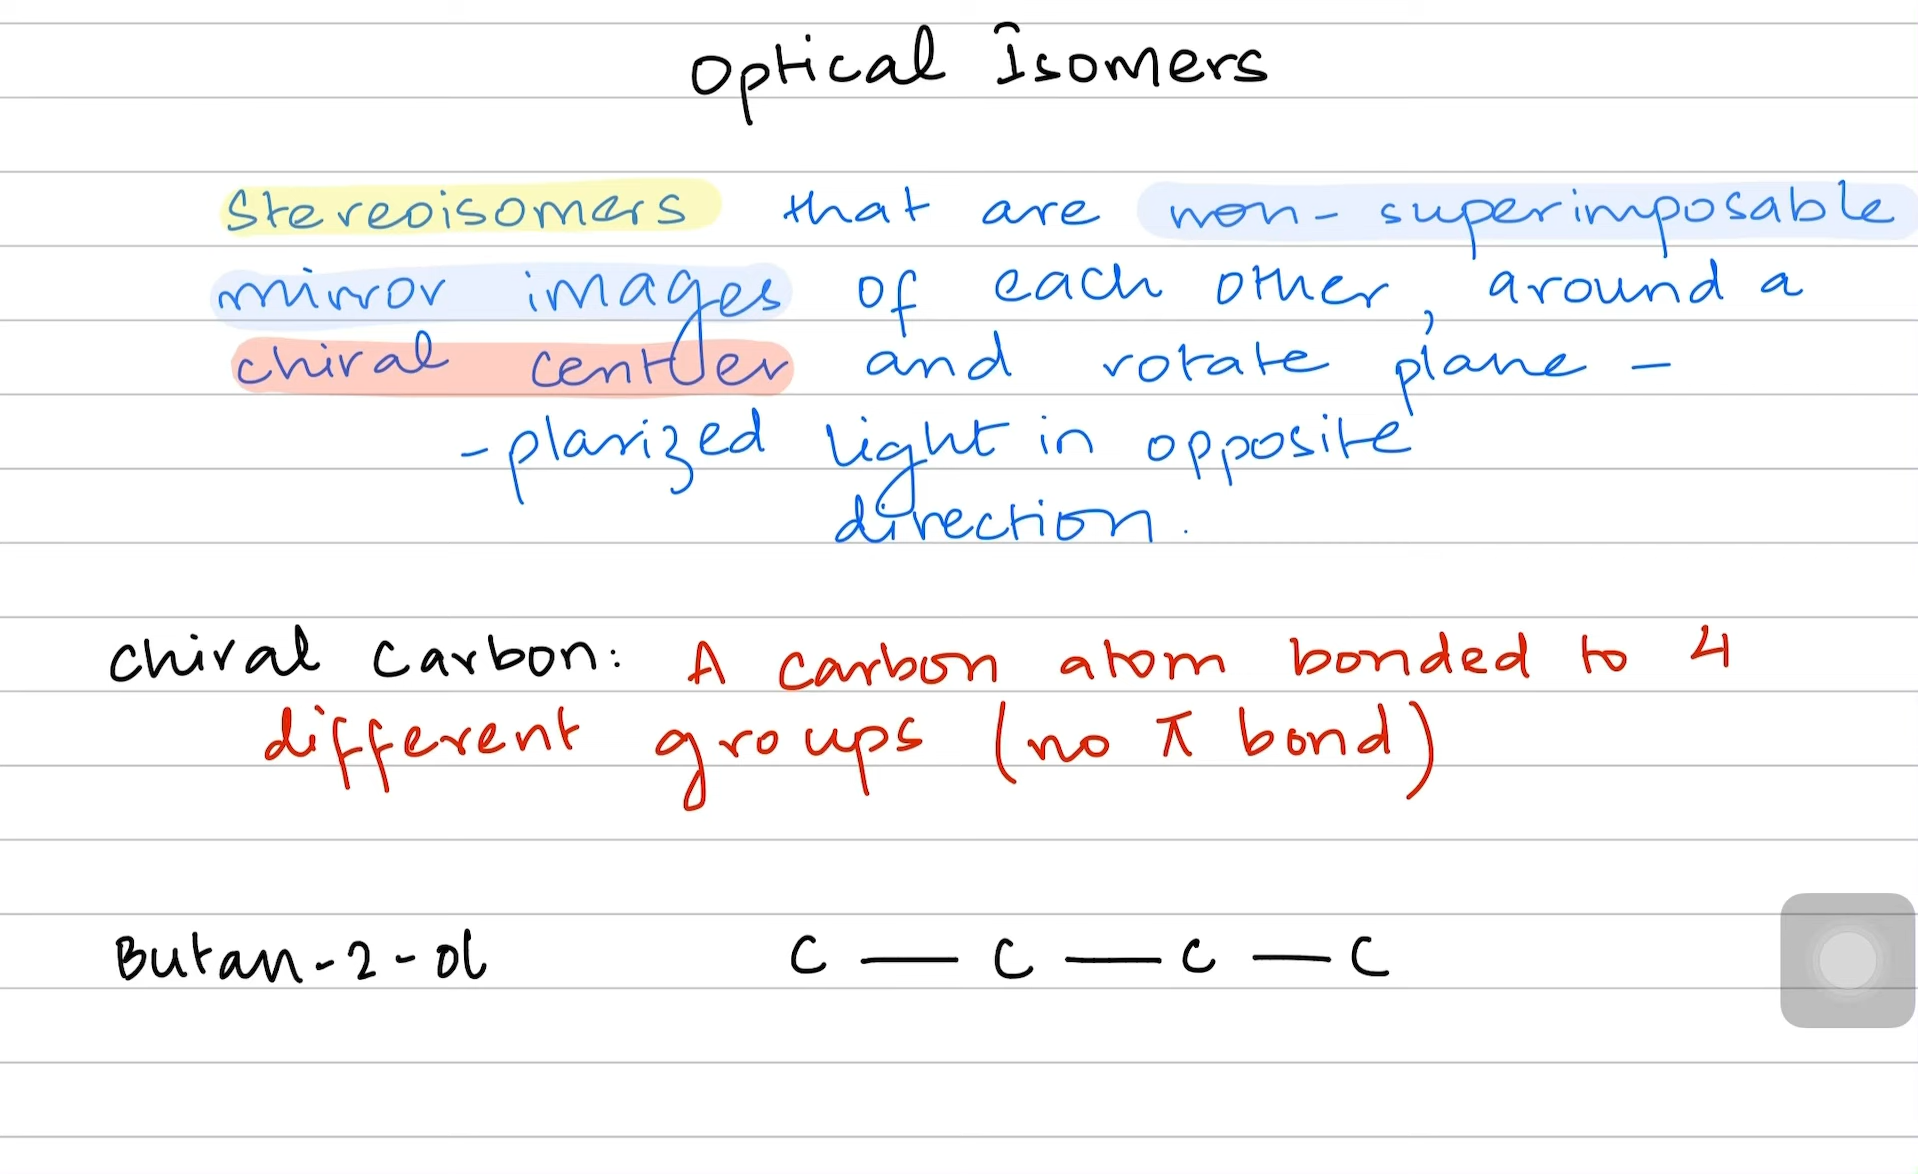 Optical Isomers
Stereoisomers that are non-superimposable
mirror images of each other, around a
chiral center and rotate plane -
-plarized light in opposite
direction.
Chiral Carbon: A carbon atom bonded to 4
different groups (no π bond)
Butan-2-ol C — C — C — C